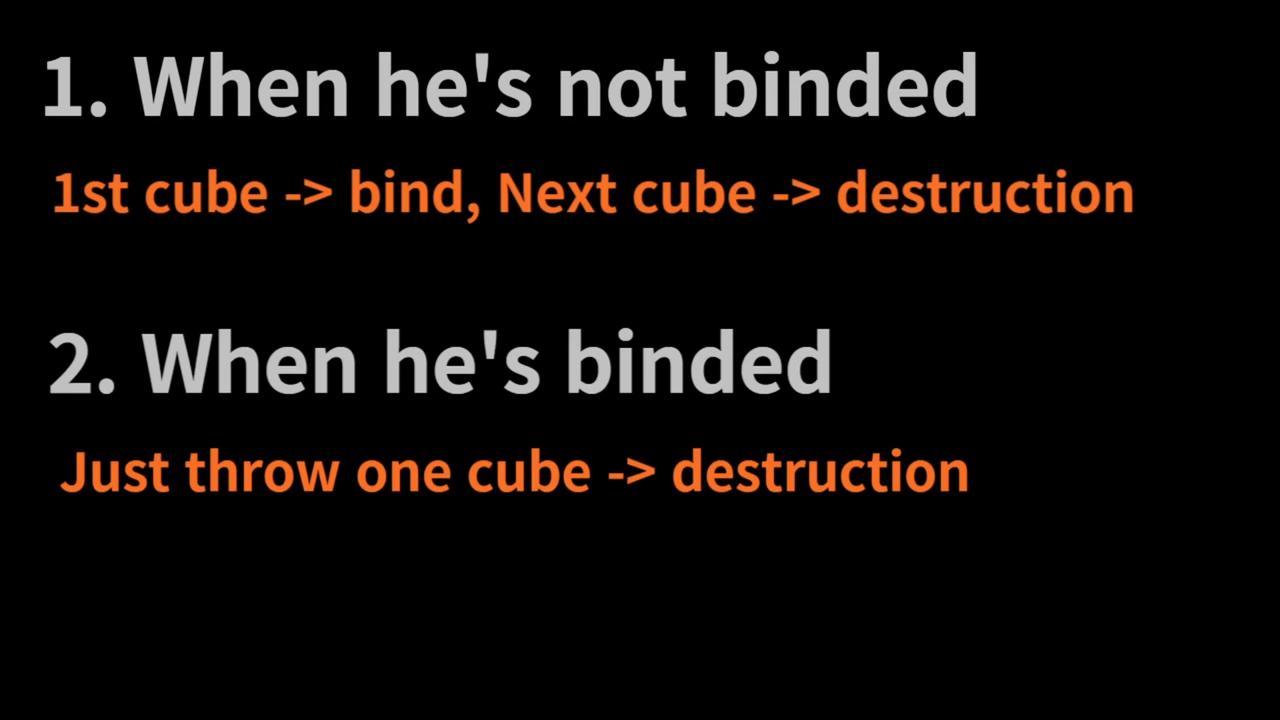 1. When he's not binded
1st cube -> bind, Next cube -> destruction
2. When he's binded
Just throw one cube -> destruction